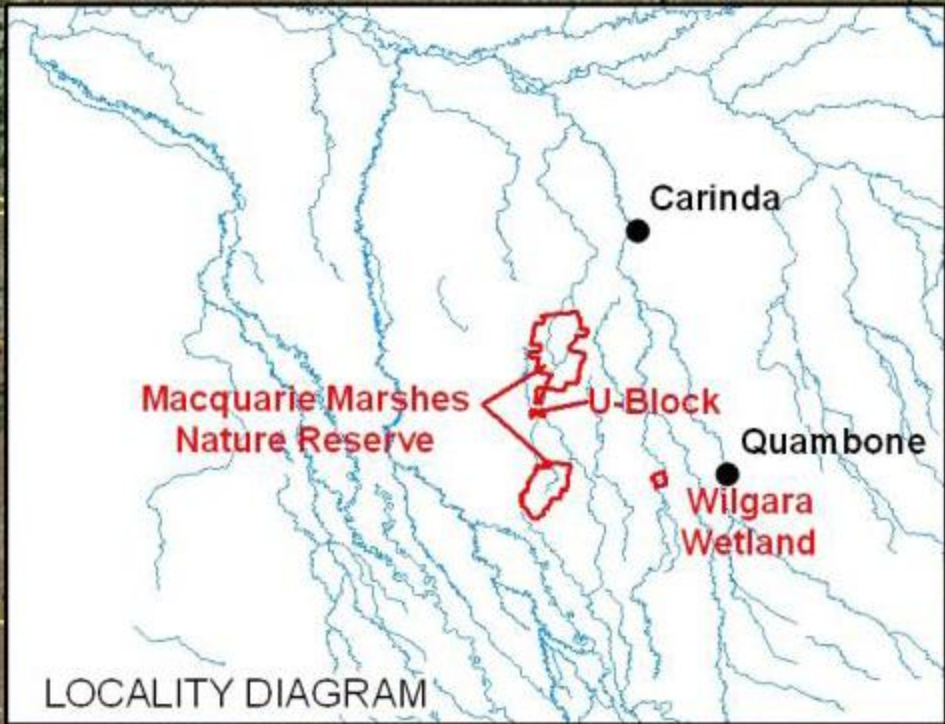 Carinda
Macquarie Marshes
Nature Reserve
U-Block
Quambone
Wilgara
Wetland
LOCALITY DIAGRAM